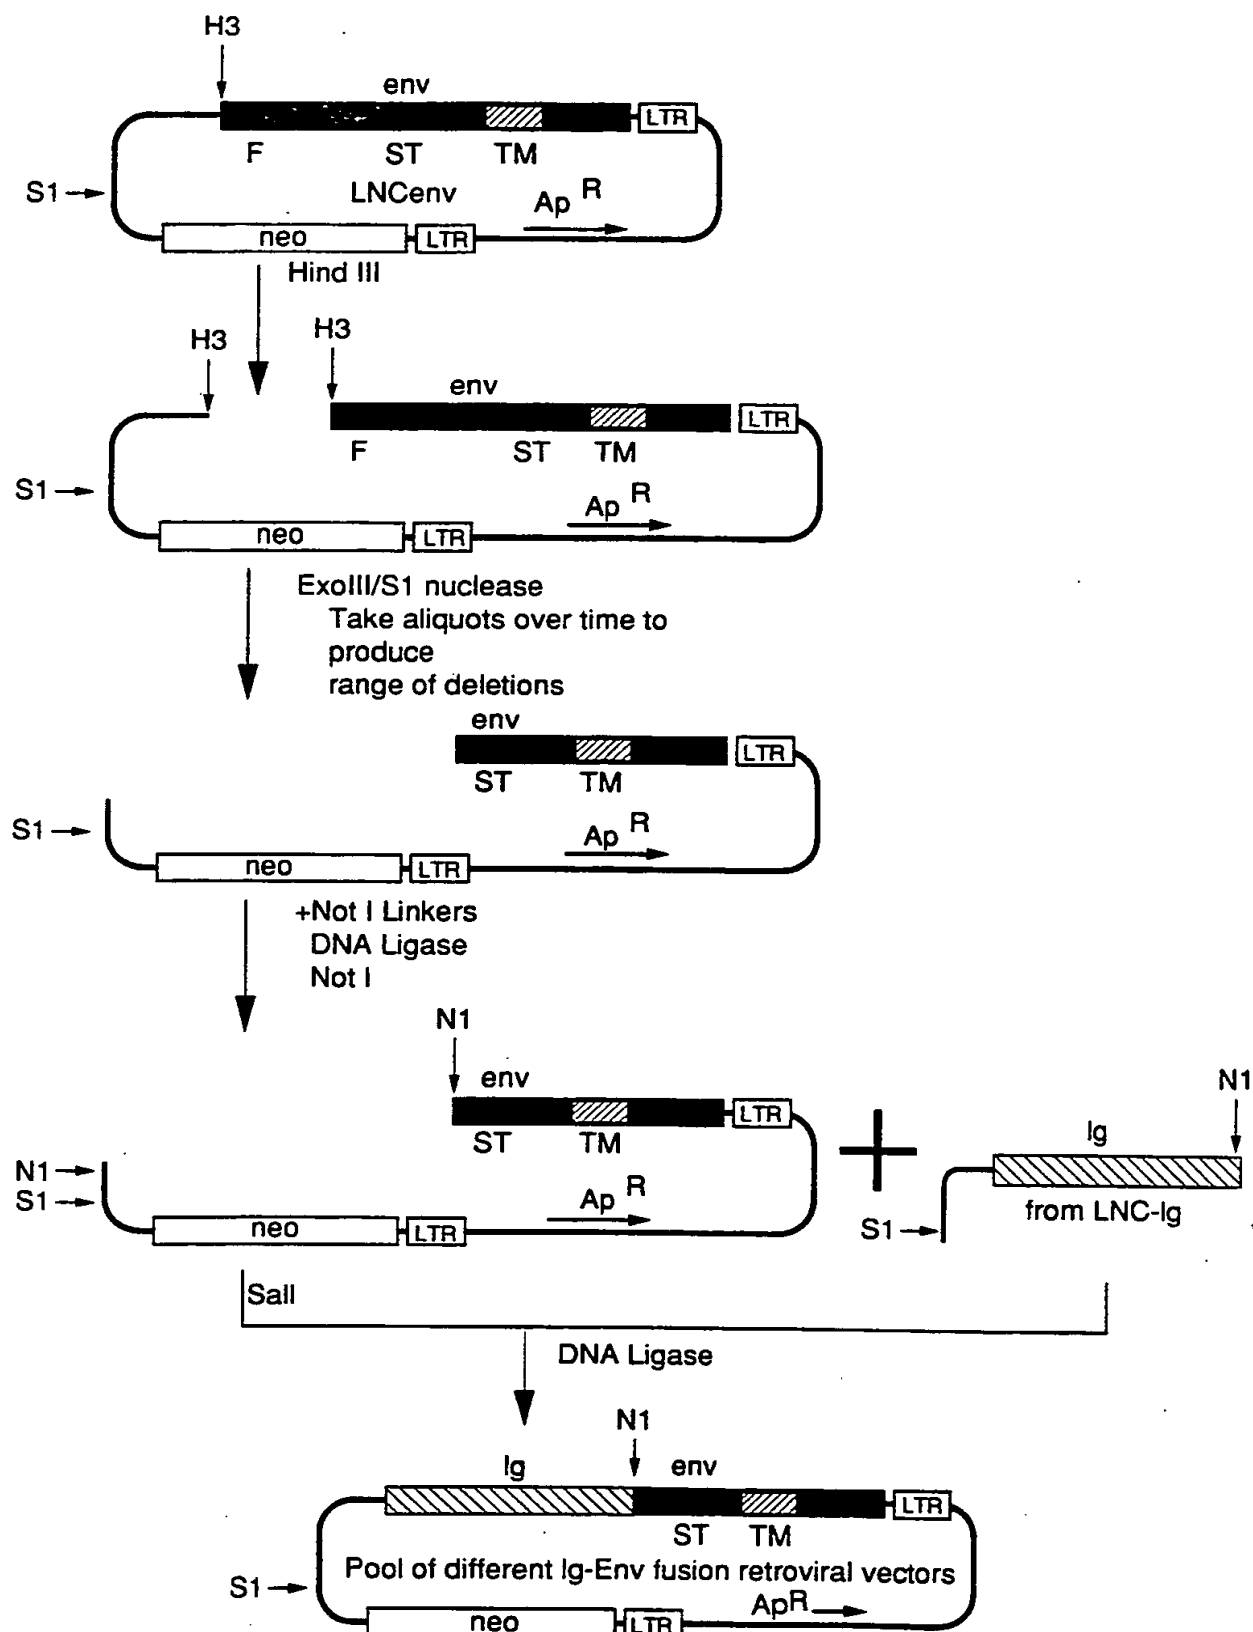 H3
env
LTR
F ST TM
S1 LNCenv Ap R
neo LTR
Hind III
H3 H3
env
LTR
F ST TM
S1 Ap R
neo LTR
ExoIII/S1 nuclease
Take aliquots over time to
produce
range of deletions
env
LTR
ST TM
S1 Ap R
neo LTR
+Not I Linkers
DNA Ligase
Not I
N1
env N1
LTR Ig
ST TM
N1
S1 Ap R from LNC-Ig
neo LTR S1
SalI
DNA Ligase
N1
Ig env
LTR
ST TM
Pool of different Ig-Env fusion retroviral vectors
S1 ApR
neo LTR